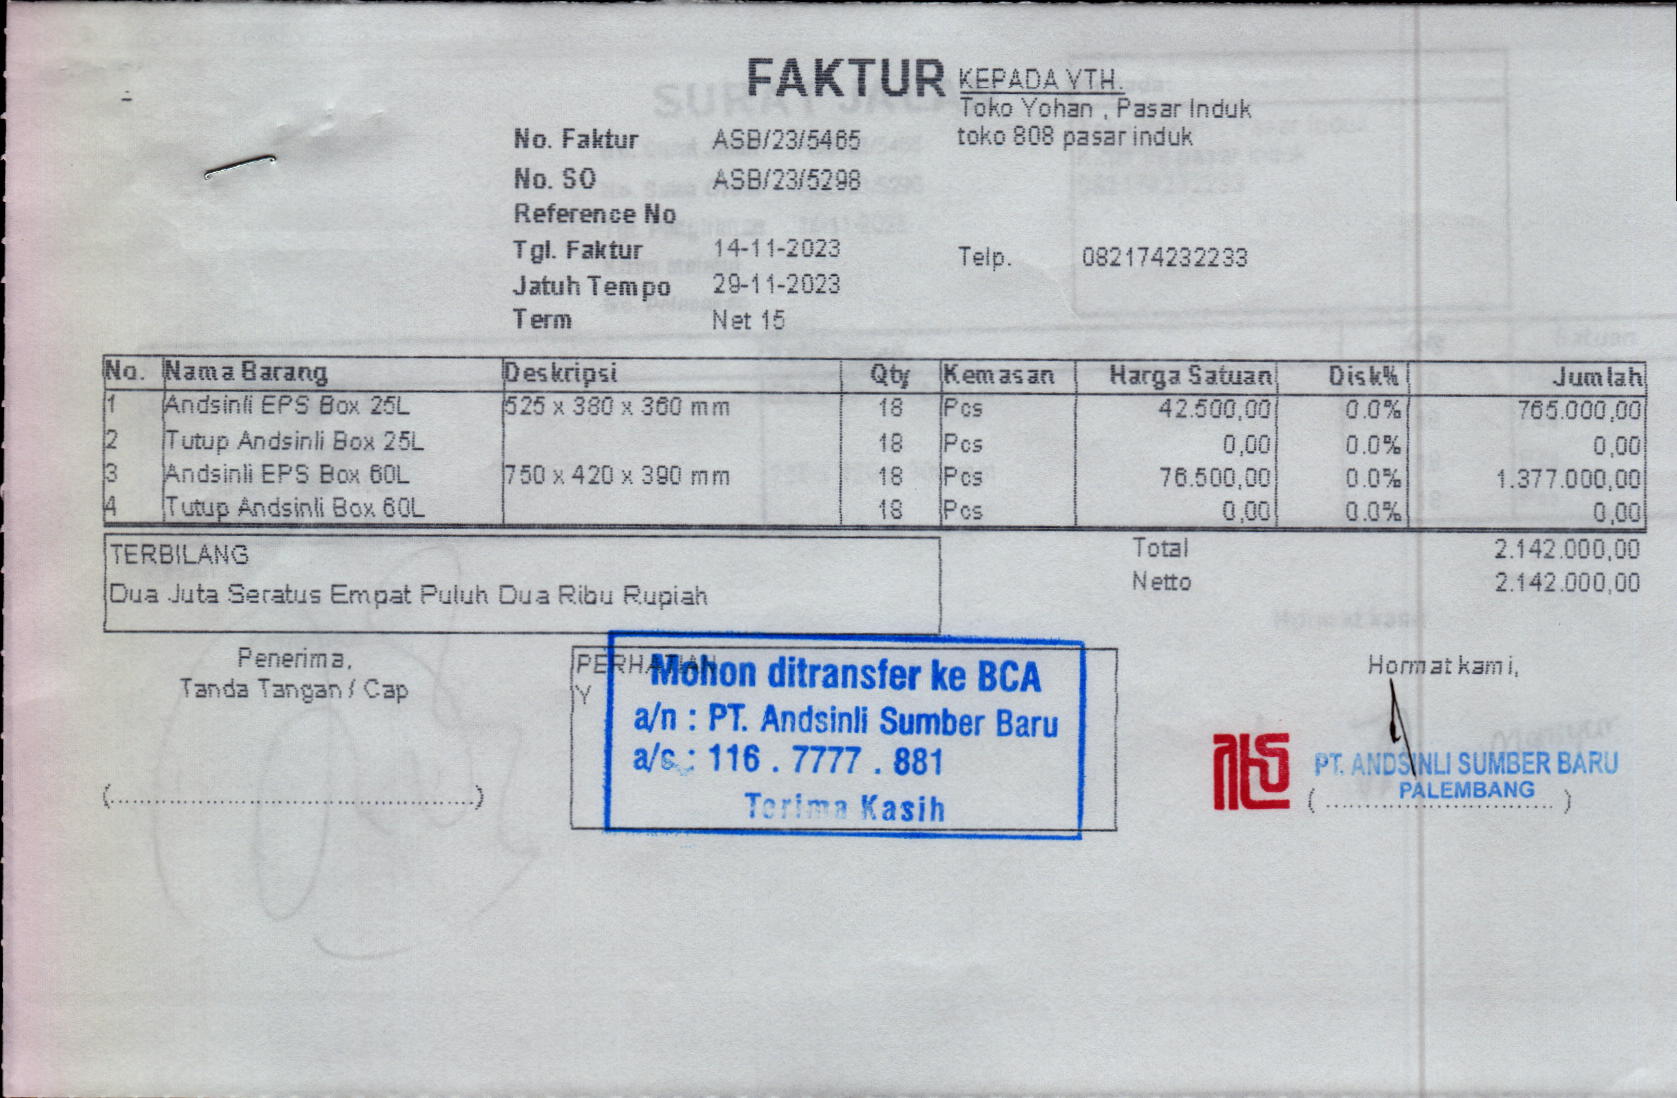 FAKTUR
KEPADA YTH.
Toko Yohan , Pasar Induk
toko 808 pasar induk
No. Faktur ASB/23/5465
No. SO ASB/23/5298
Reference No
Tgl. Faktur 14-11-2023
Telp. 082174232233
Jatuh Tempo 29-11-2023
Term Net 15
No. Nama Barang Deskripsi Qty Kemasan Harga Satuan Disk% Jumlah
1 Andsinli EPS Box 25L 525 x 380 x 360 mm 18 Pcs 42.500,00 0.0% 765.000,00
2 Tutup Andsinli Box 25L 18 Pcs 0,00 0.0% 0,00
3 Andsinli EPS Box 60L 750 x 420 x 390 mm 18 Pcs 76.500,00 0.0% 1.377.000,00
4 Tutup Andsinli Box 60L 18 Pcs 0,00 0.0% 0,00
TERBILANG
Dua Juta Seratus Empat Puluh Dua Ribu Rupiah
Total 2.142.000,00
Netto 2.142.000,00
Penerima,
Tanda Tangan / Cap
(..................................................)
PERHATIAN
Y
Mohon ditransfer ke BCA
a/n : PT. Andsinli Sumber Baru
a/c : 116 . 7777 . 881
Terima Kasih
Hormat kami,
PT. ANDSINLI SUMBER BARU
PALEMBANG
( ................................ )